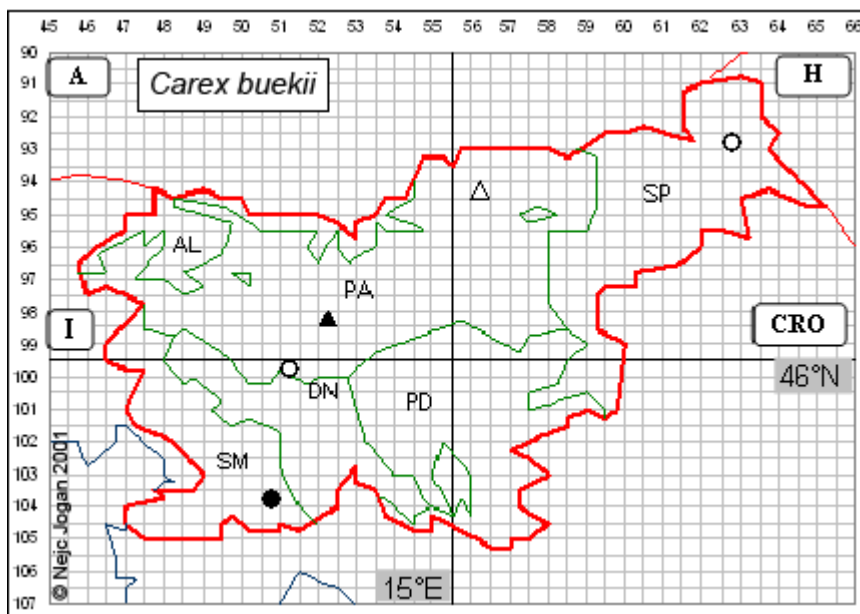 45 46 47 48 49 50 51 52 53 54 55 56 57 58 59 60 61 62 63 64 65 66
90
A
H
91
Carex buekii
92
93
94
SP
95
AL
96
97
PA
98
I
CRO
99
46°N
100
DN
PD
101
102
SM
103
104
105
106
15°E
107
© Nejc Jogan 2001